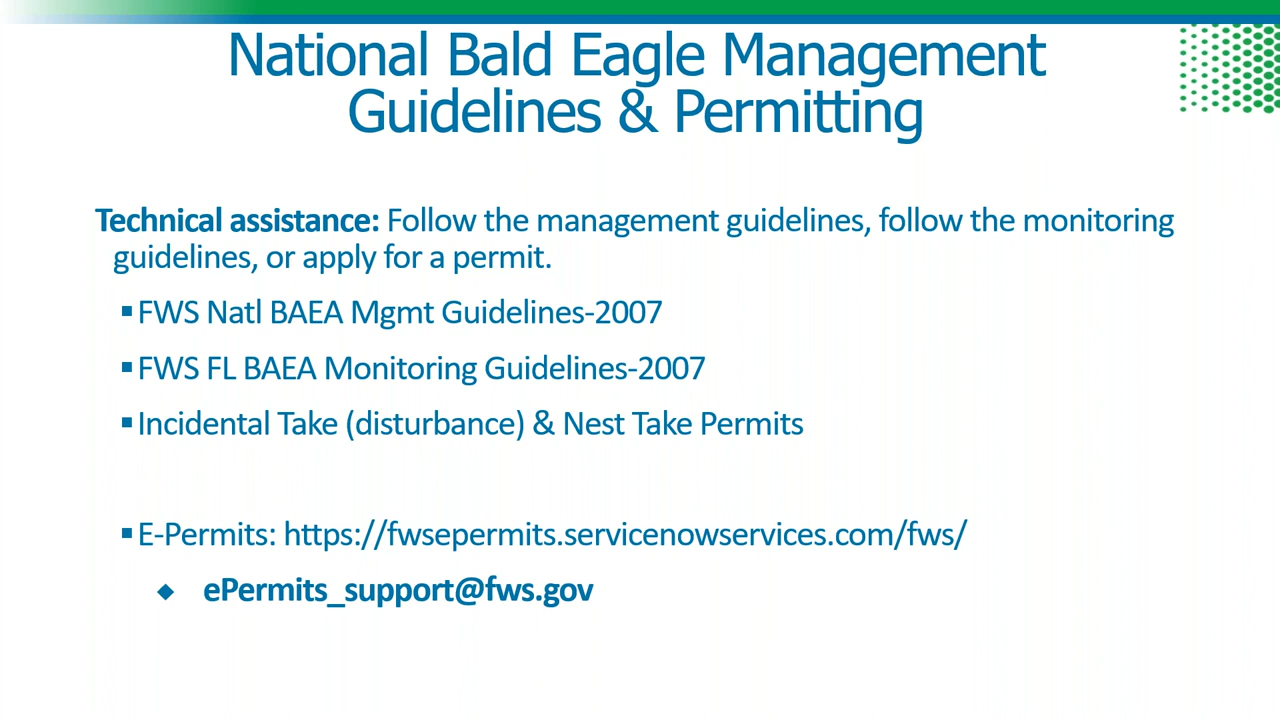 National Bald Eagle Management
Guidelines & Permitting
Technical assistance: Follow the management guidelines, follow the monitoring
guidelines, or apply for a permit.
▪FWS Natl BAEA Mgmt Guidelines-2007
▪FWS FL BAEA Monitoring Guidelines-2007
▪Incidental Take (disturbance) & Nest Take Permits
▪E-Permits: https://fwsepermits.servicenowservices.com/fws/
◆ ePermits_support@fws.gov